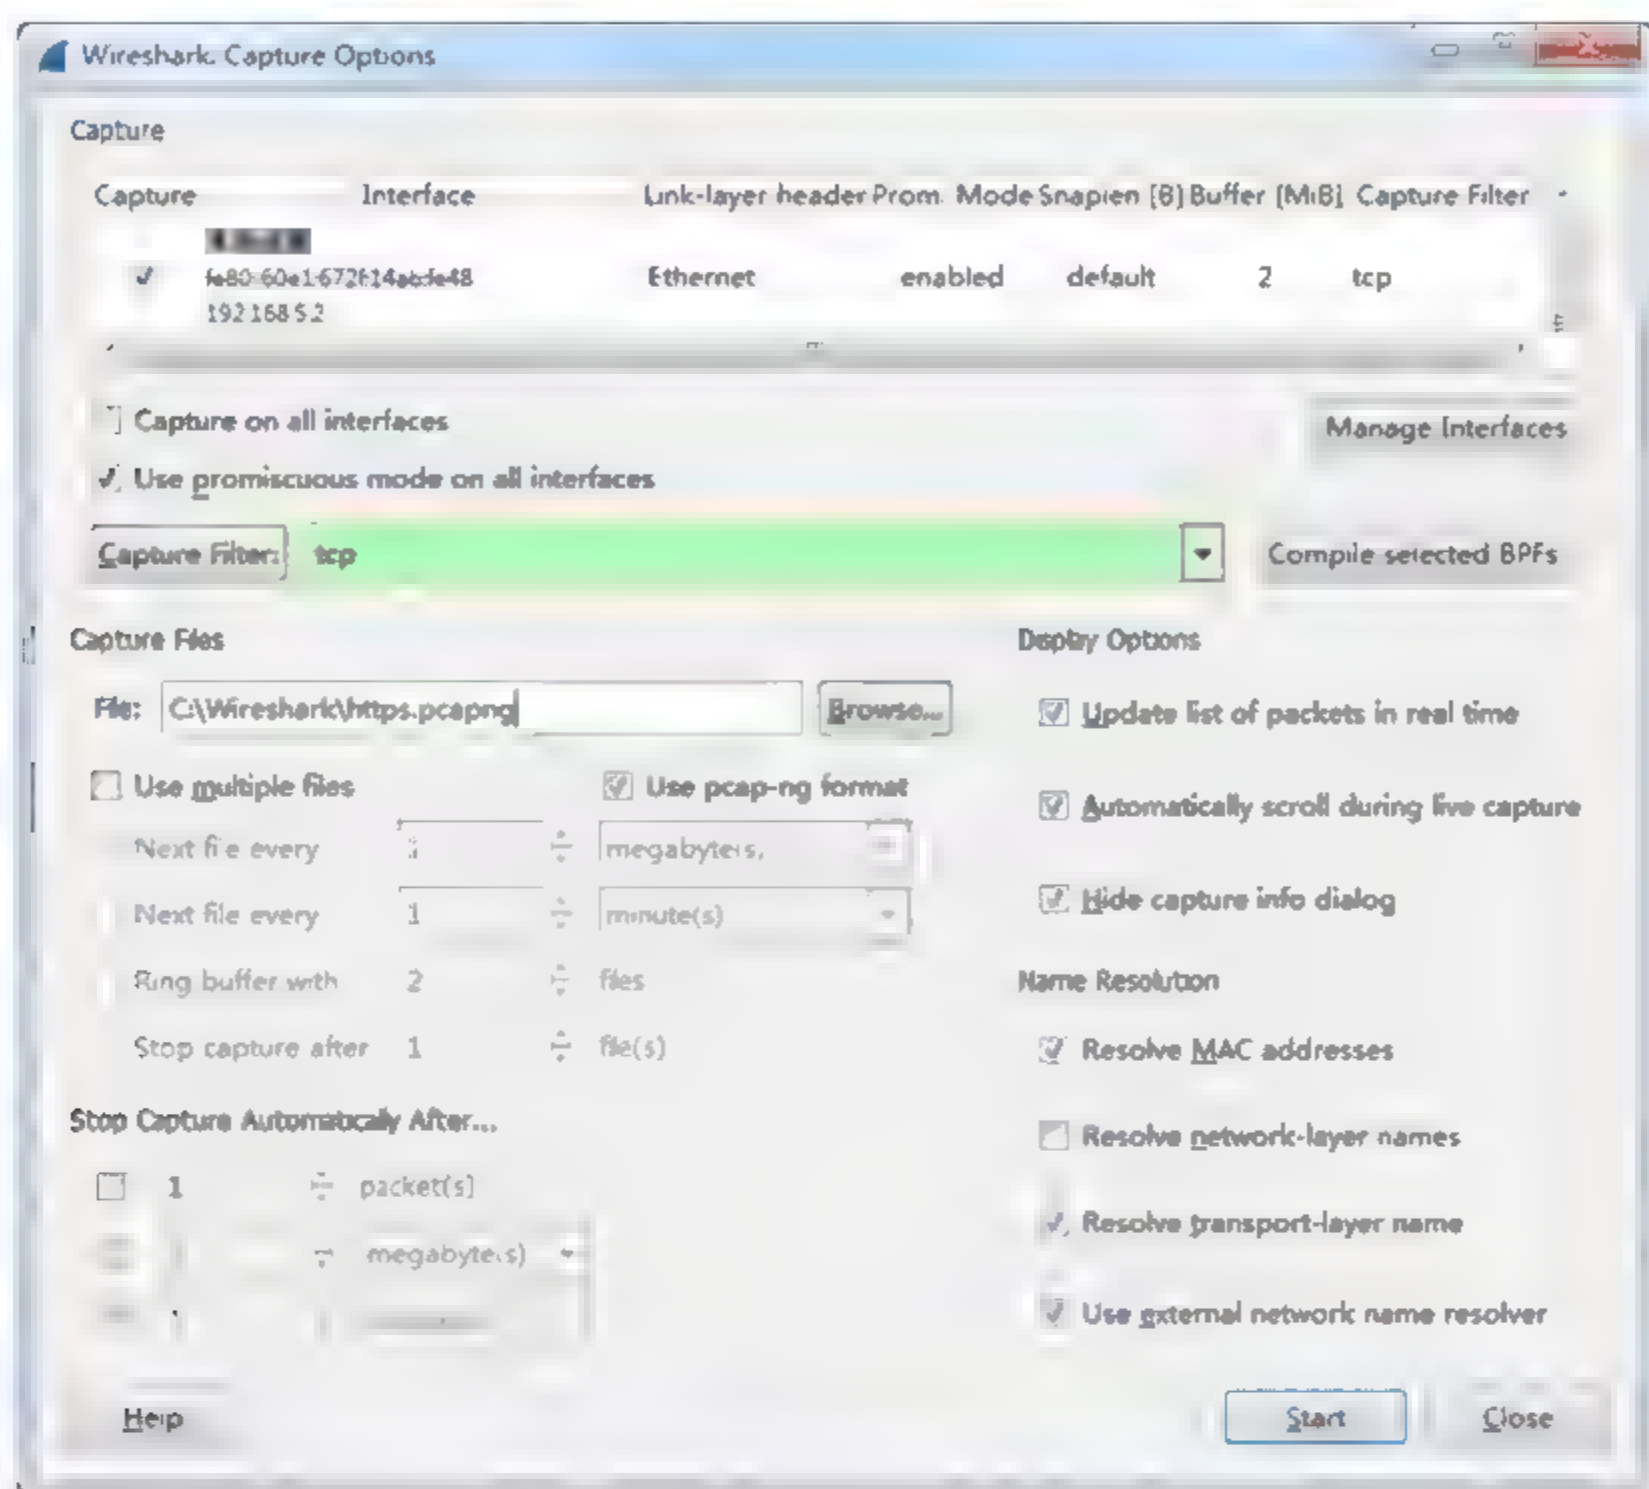 Wireshark. Capture Options
Capture
Capture Interface Link-layer header Prom. Mode Snaplen [B] Buffer [MiB] Capture Filter
Ethernet enabled default 2 tcp
192.168.5.2
Capture on all interfaces
Manage Interfaces
Use promiscuous mode on all interfaces
Capture Filter: tcp Compile selected BPFs
Capture Files
File: C:\Wireshark\https.pcapng Browse...
Use multiple files Use pcap-ng format
Next file every megabyte(s)
Next file every 1 minute(s)
Ring buffer with 2 files
Stop capture after 1 file(s)
Stop Capture Automatically After...
1 packet(s)
megabyte(s)
Display Options
Update list of packets in real time
Automatically scroll during live capture
Hide capture info dialog
Name Resolution
Resolve MAC addresses
Resolve network-layer names
Resolve transport-layer name
Use external network name resolver
Help Start Close